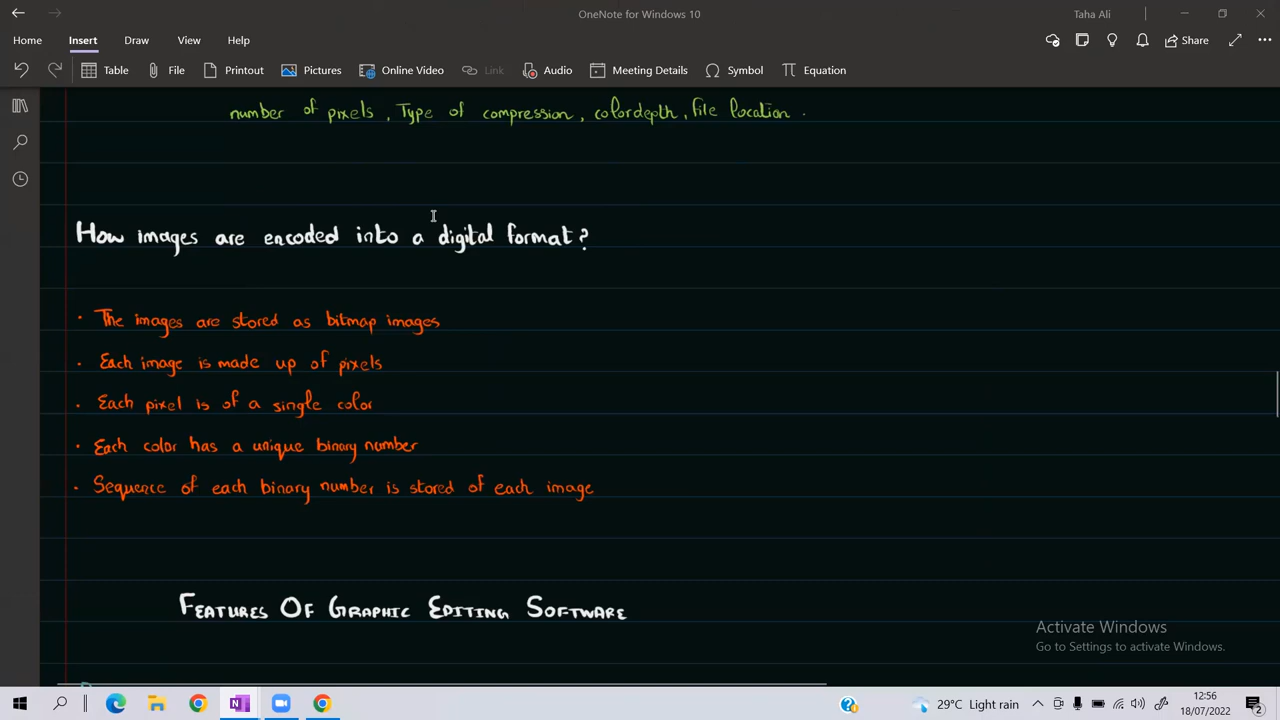 OneNote for Windows 10
Taha Ali
Home Insert Draw View Help
Share
Table File Printout Pictures Online Video Link Audio Meeting Details Symbol Equation
number of pixels, Type of compression, colordepth, file location.
How images are encoded into a digital format?
· The images are stored as bitmap images
· Each image is made up of pixels
· Each pixel is of a single color
· Each color has a unique binary number
· Sequence of each binary number is stored of each image
FEATURES OF GRAPHIC EDITING SOFTWARE
Activate Windows
Go to Settings to activate Windows.
29°C Light rain
12:56
18/07/2022
2